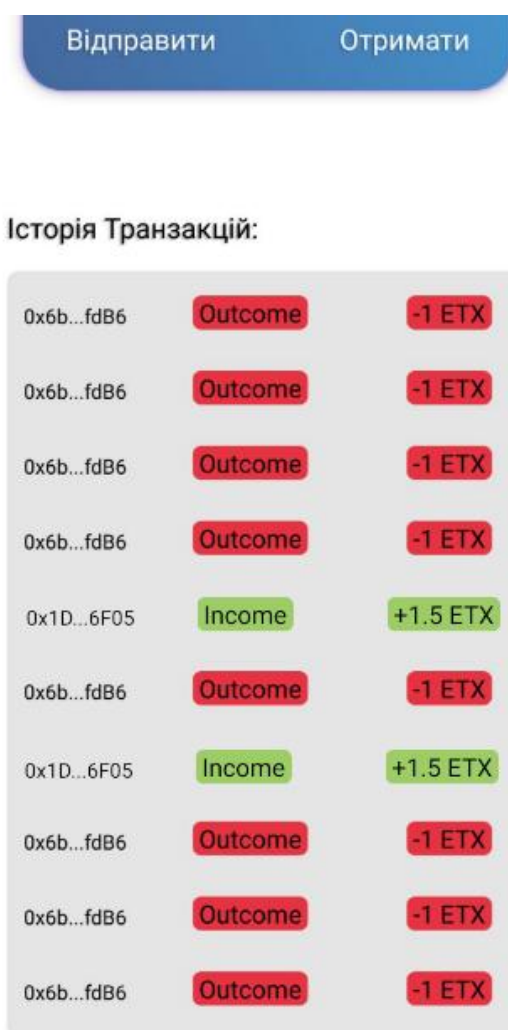 Відправити Отримати
Історія Транзакцій:
0x6b...fdB6 Outcome -1 ETX
0x6b...fdB6 Outcome -1 ETX
0x6b...fdB6 Outcome -1 ETX
0x6b...fdB6 Outcome -1 ETX
0x1D...6F05 Income +1.5 ETX
0x6b...fdB6 Outcome -1 ETX
0x1D...6F05 Income +1.5 ETX
0x6b...fdB6 Outcome -1 ETX
0x6b...fdB6 Outcome -1 ETX
0x6b...fdB6 Outcome -1 ETX